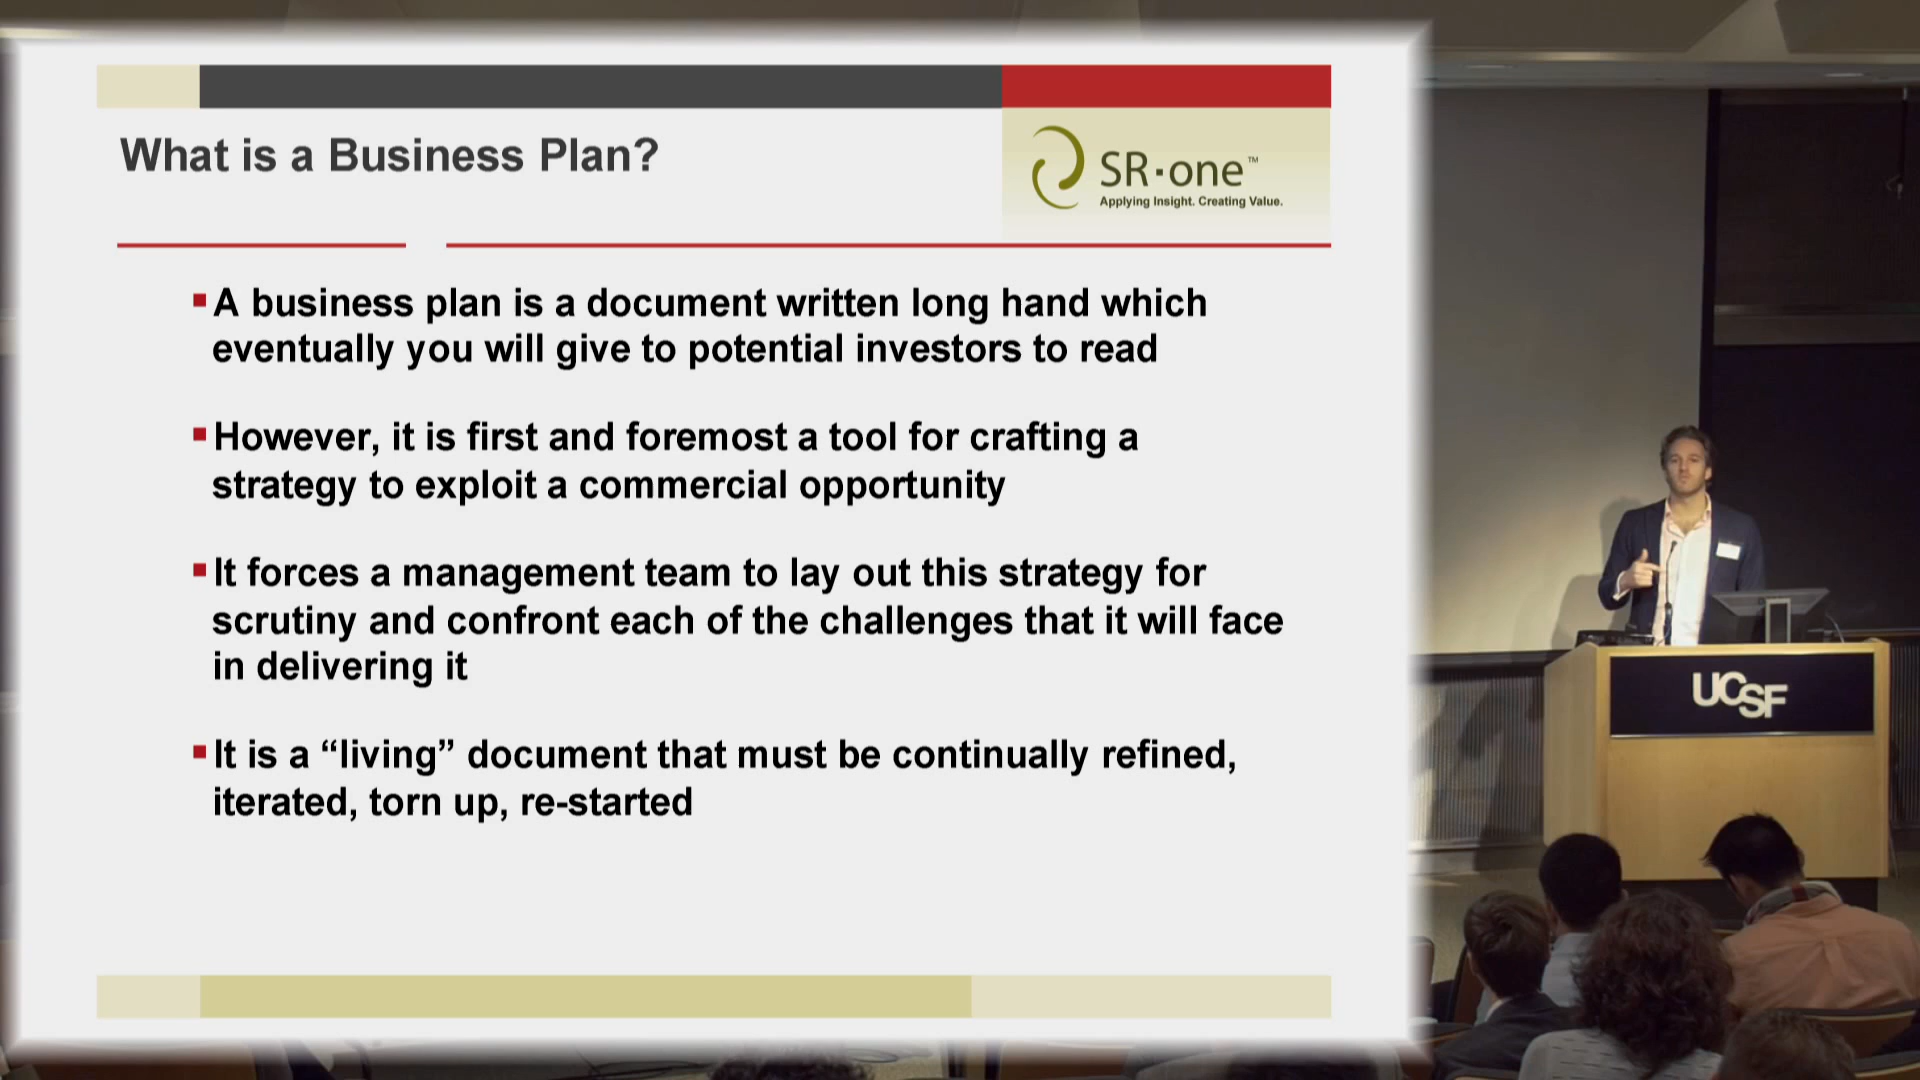 What is a Business Plan?
SR·one™
Applying Insight. Creating Value.
▪A business plan is a document written long hand which
eventually you will give to potential investors to read
▪However, it is first and foremost a tool for crafting a
strategy to exploit a commercial opportunity
▪It forces a management team to lay out this strategy for
scrutiny and confront each of the challenges that it will face
in delivering it
▪It is a “living” document that must be continually refined,
iterated, torn up, re-started
UCSF